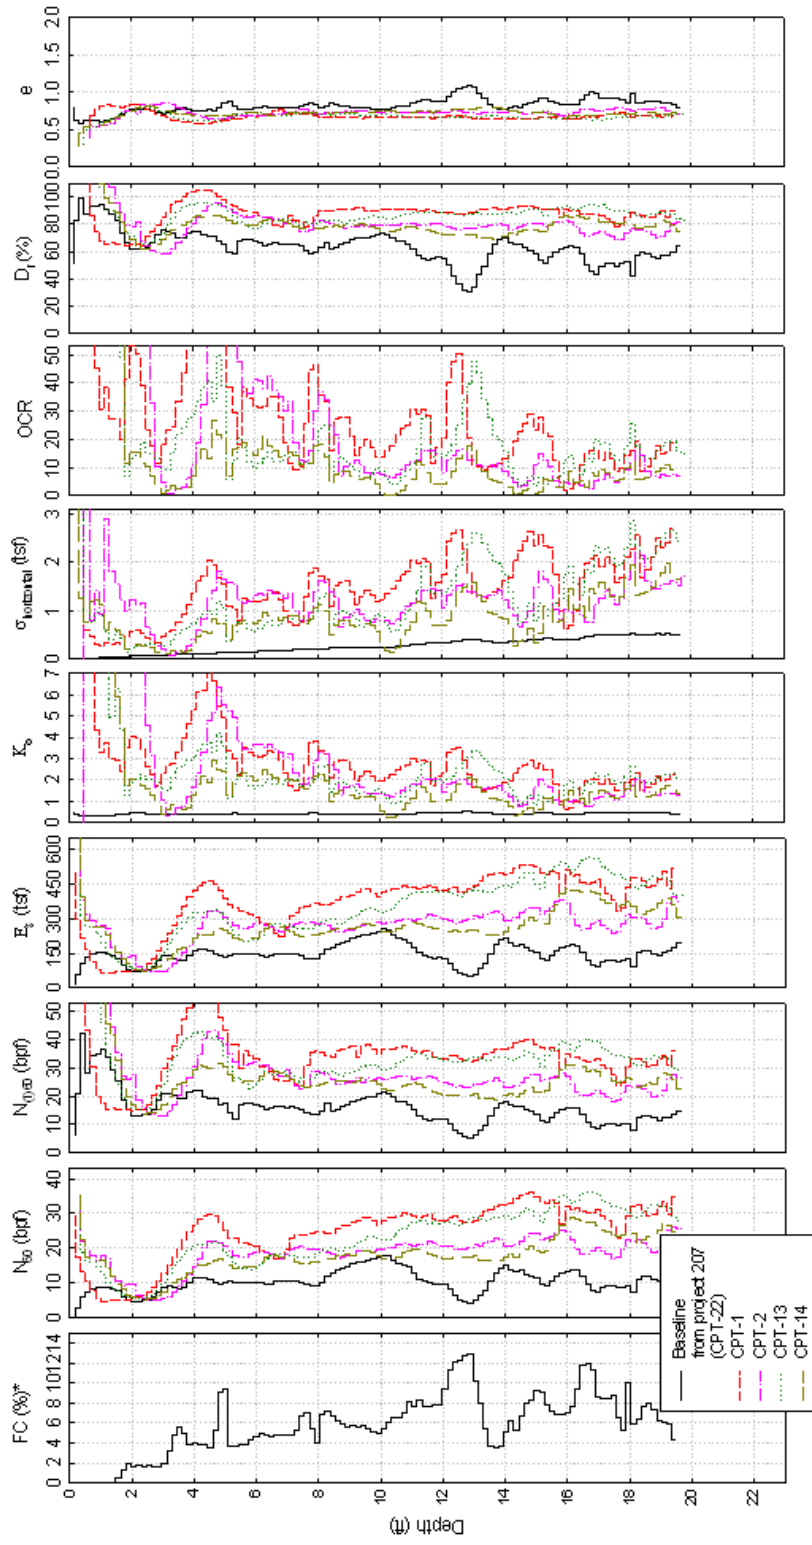 FC (%)*
0 2 4 6 8 10 12 14
N60 (bpf)
0 10 20 30 40
N(1)60 (bpf)
0 10 20 30 40 50
Es (tsf)
0 150 300 450 600
Ko
0 1 2 3 4 5 6 7
σhorizontal (tsf)
0 1 2 3
OCR
0 10 20 30 40 50
Dr (%)
0 20 40 60 80 100
e
0.0 0.5 1.0 1.5 2.0
Depth (ft)
0
2
4
6
8
10
12
14
16
18
20
22
Baseline
from project 207
(CPT-22)
CPT-1
CPT-2
CPT-13
CPT-14